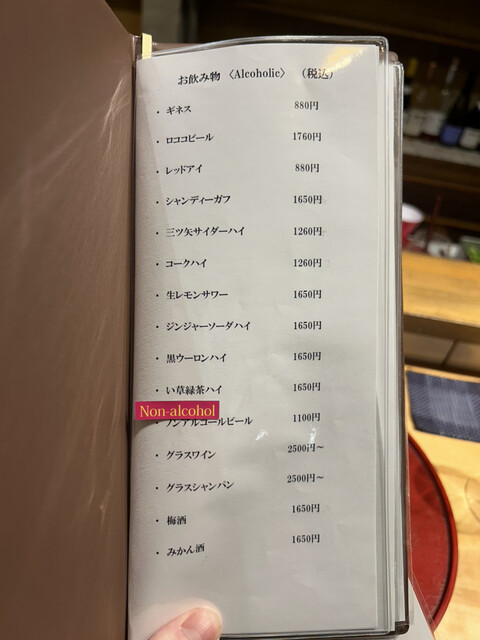 お飲み物 〈Alcoholic〉 (税込)
・ ギネス 880円
・ ロココビール 1760円
・ レッドアイ 880円
・ シャンディーガフ 1650円
・ 三ツ矢サイダーハイ 1260円
・ コークハイ 1260円
・ 生レモンサワー 1650円
・ ジンジャーソーダハイ 1650円
・ 黒ウーロンハイ 1650円
・ い草緑茶ハイ 1650円
Non-alcohol
・ ノンアルコールビール 1100円
・ グラスワイン 2500円～
・ グラスシャンパン 2500円～
・ 梅酒 1650円
・ みかん酒 1650円